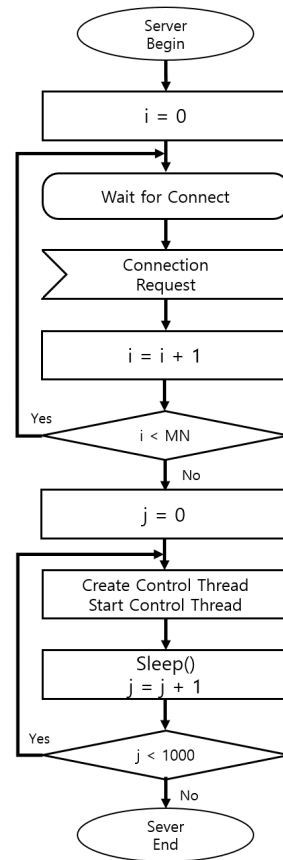 Server
Begin
i = 0
Wait for Connect
Connection
Request
i = i + 1
Yes
i < MN
No
j = 0
Create Control Thread
Start Control Thread
Sleep()
j = j + 1
Yes
j < 1000
No
Sever
End